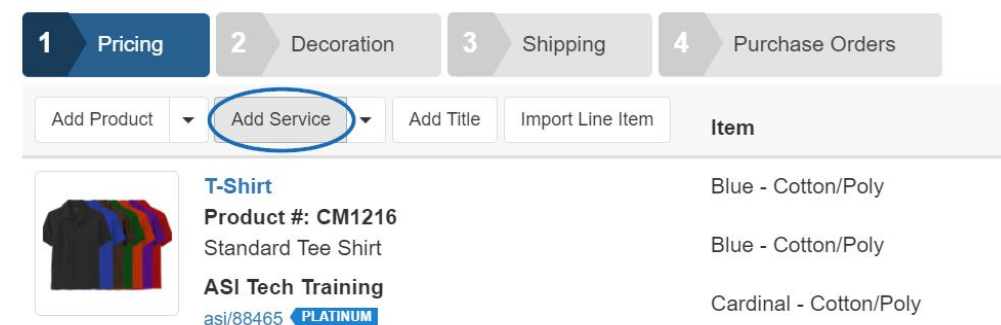 1 Pricing 2 Decoration 3 Shipping 4 Purchase Orders
Add Product Add Service Add Title Import Line Item Item
T-Shirt Blue - Cotton/Poly
Product #: CM1216
Standard Tee Shirt Blue - Cotton/Poly
ASI Tech Training
asi/88465 PLATINUM Cardinal - Cotton/Poly